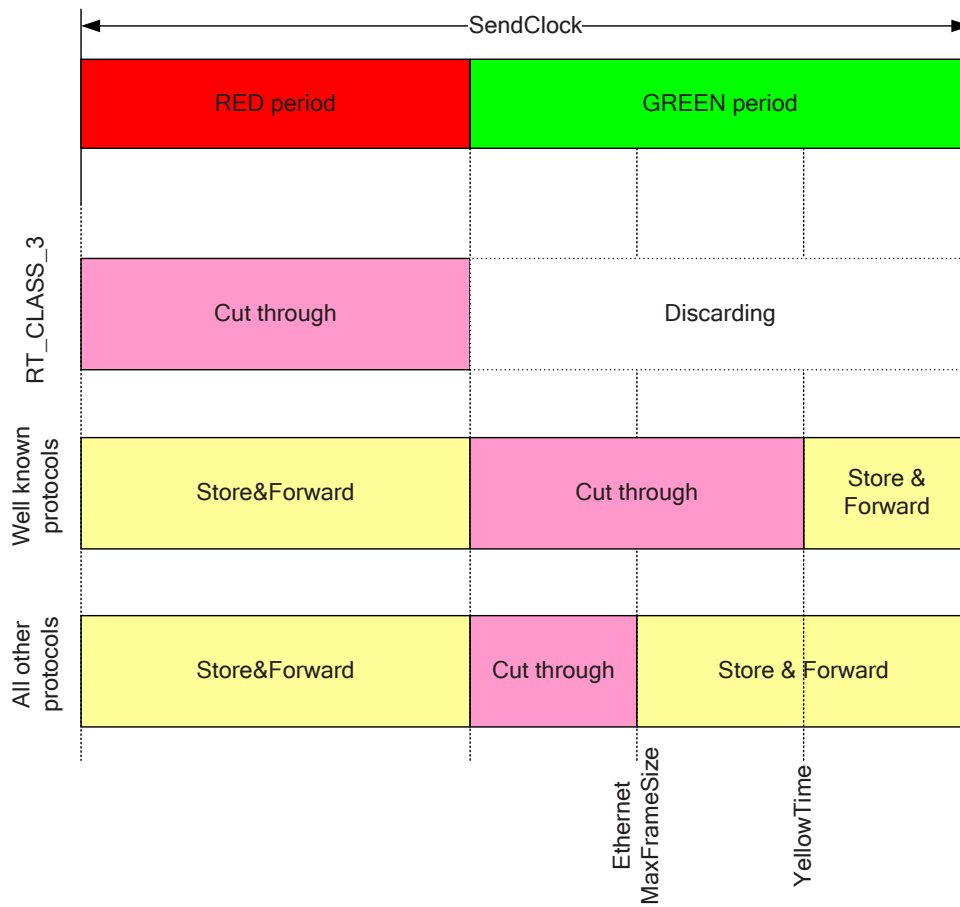 SendClock
RED period
GREEN period
RT_CLASS_3
Cut through
Discarding
Well known
protocols
Store&Forward
Cut through
Store &
Forward
All other
protocols
Store&Forward
Cut through
Store & Forward
Ethernet
MaxFrameSize
YellowTime